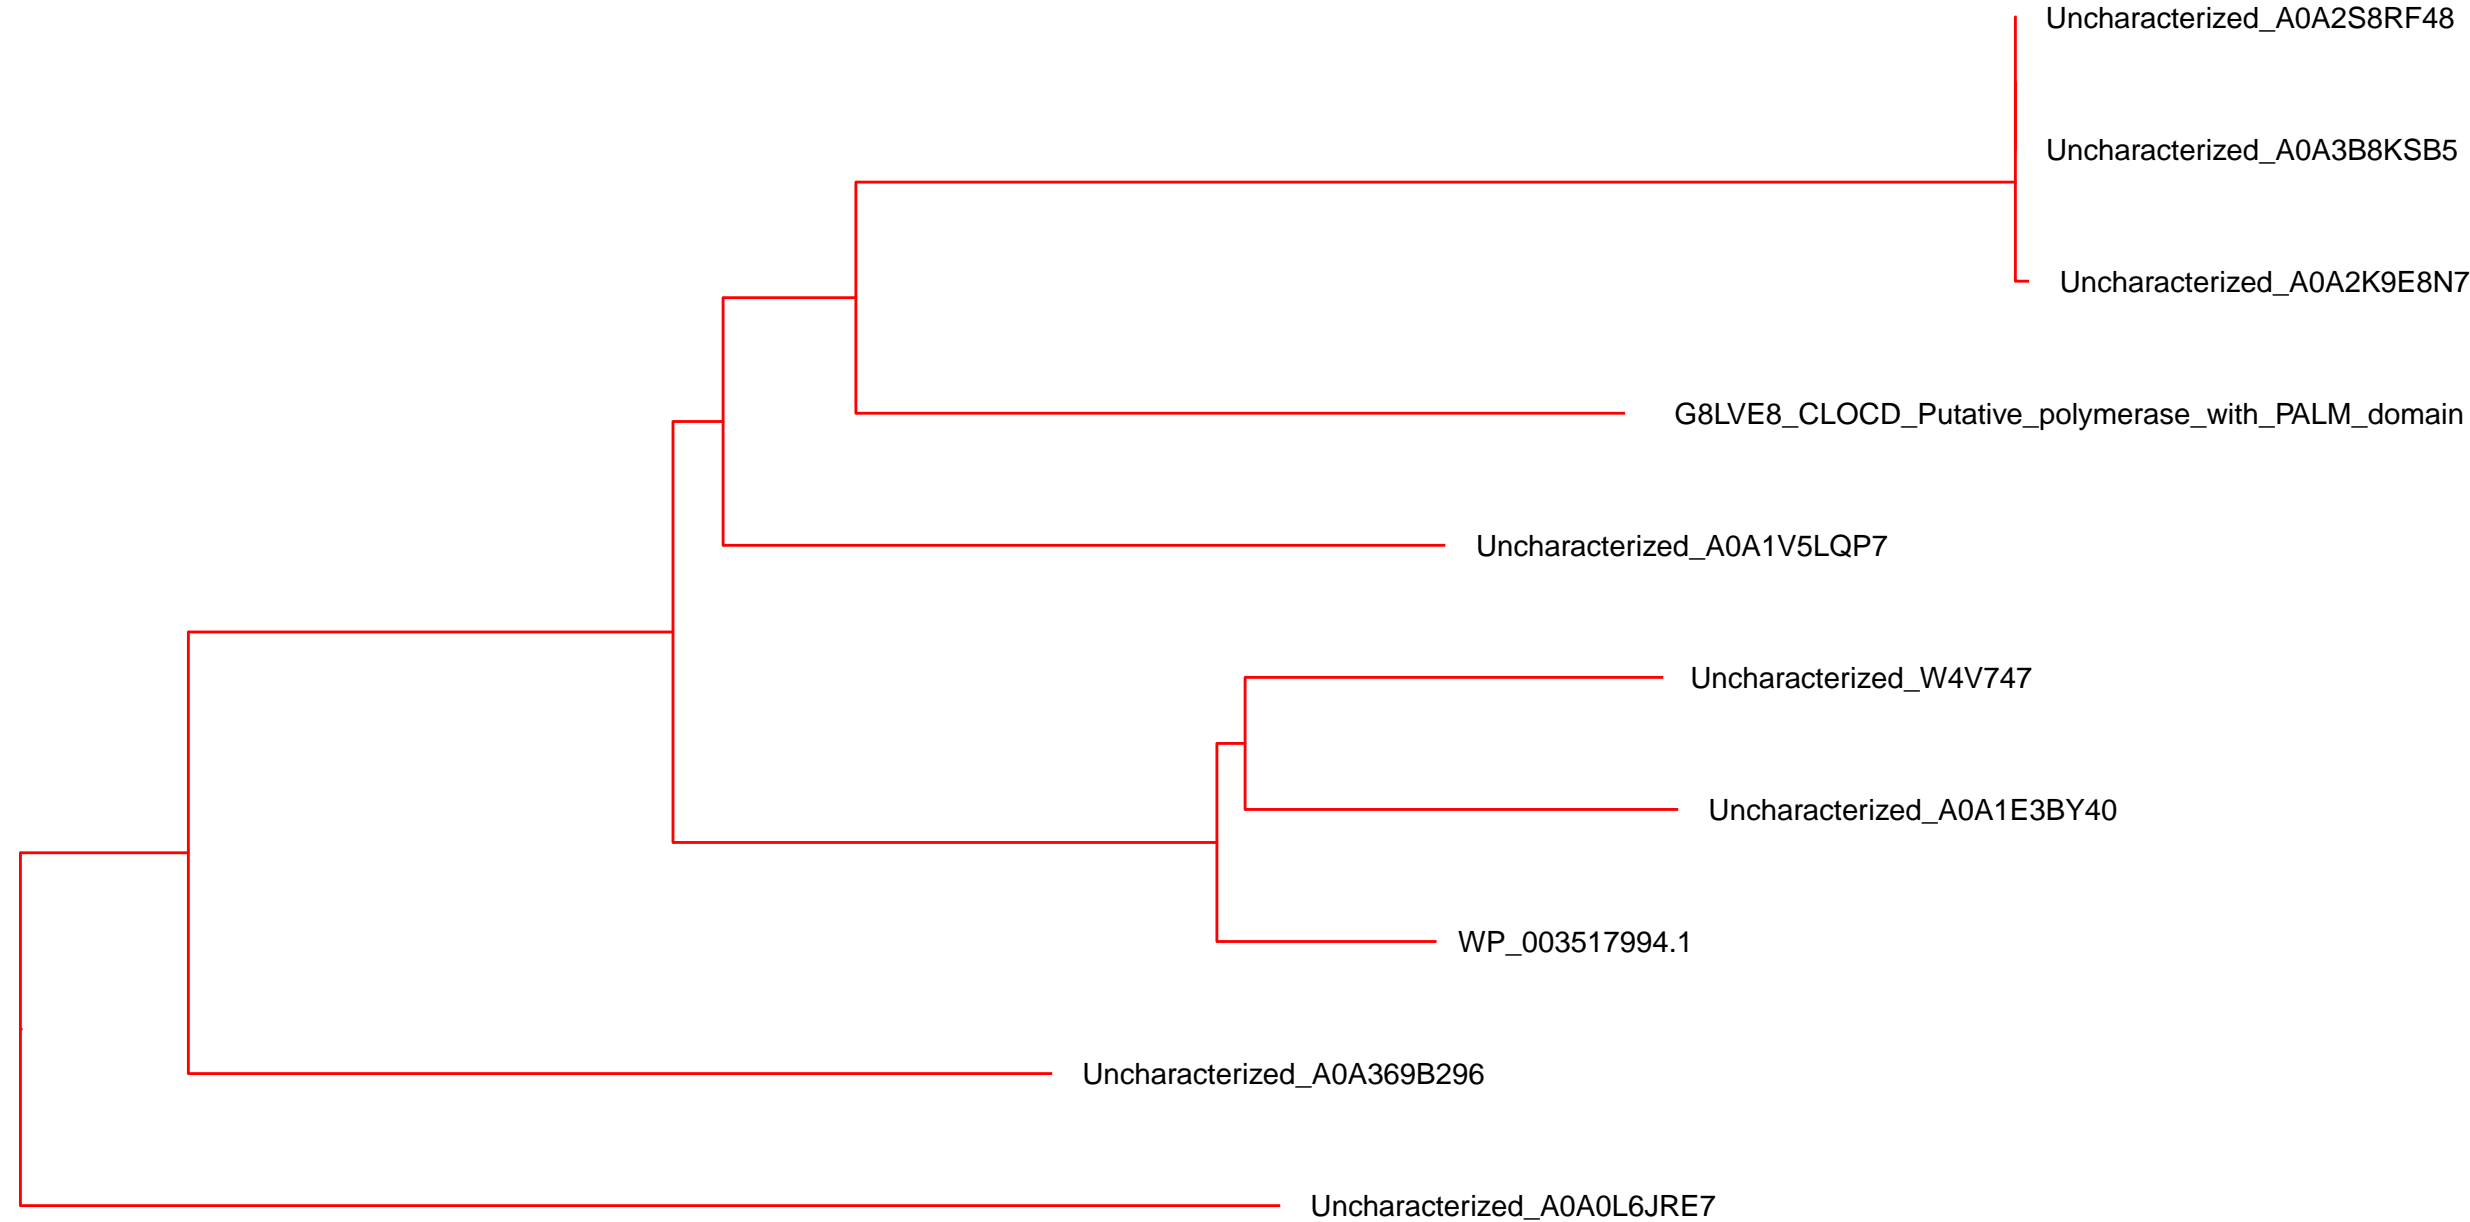 Uncharacterized_A0A2S8RF48
Uncharacterized_A0A3B8KSB5
Uncharacterized_A0A2K9E8N7
G8LVE8_CLOCD_Putative_polymerase_with_PALM_domain
Uncharacterized_A0A1V5LQP7
Uncharacterized_W4V747
Uncharacterized_A0A1E3BY40
WP_003517994.1
Uncharacterized_A0A369B296
Uncharacterized_A0A0L6JRE7